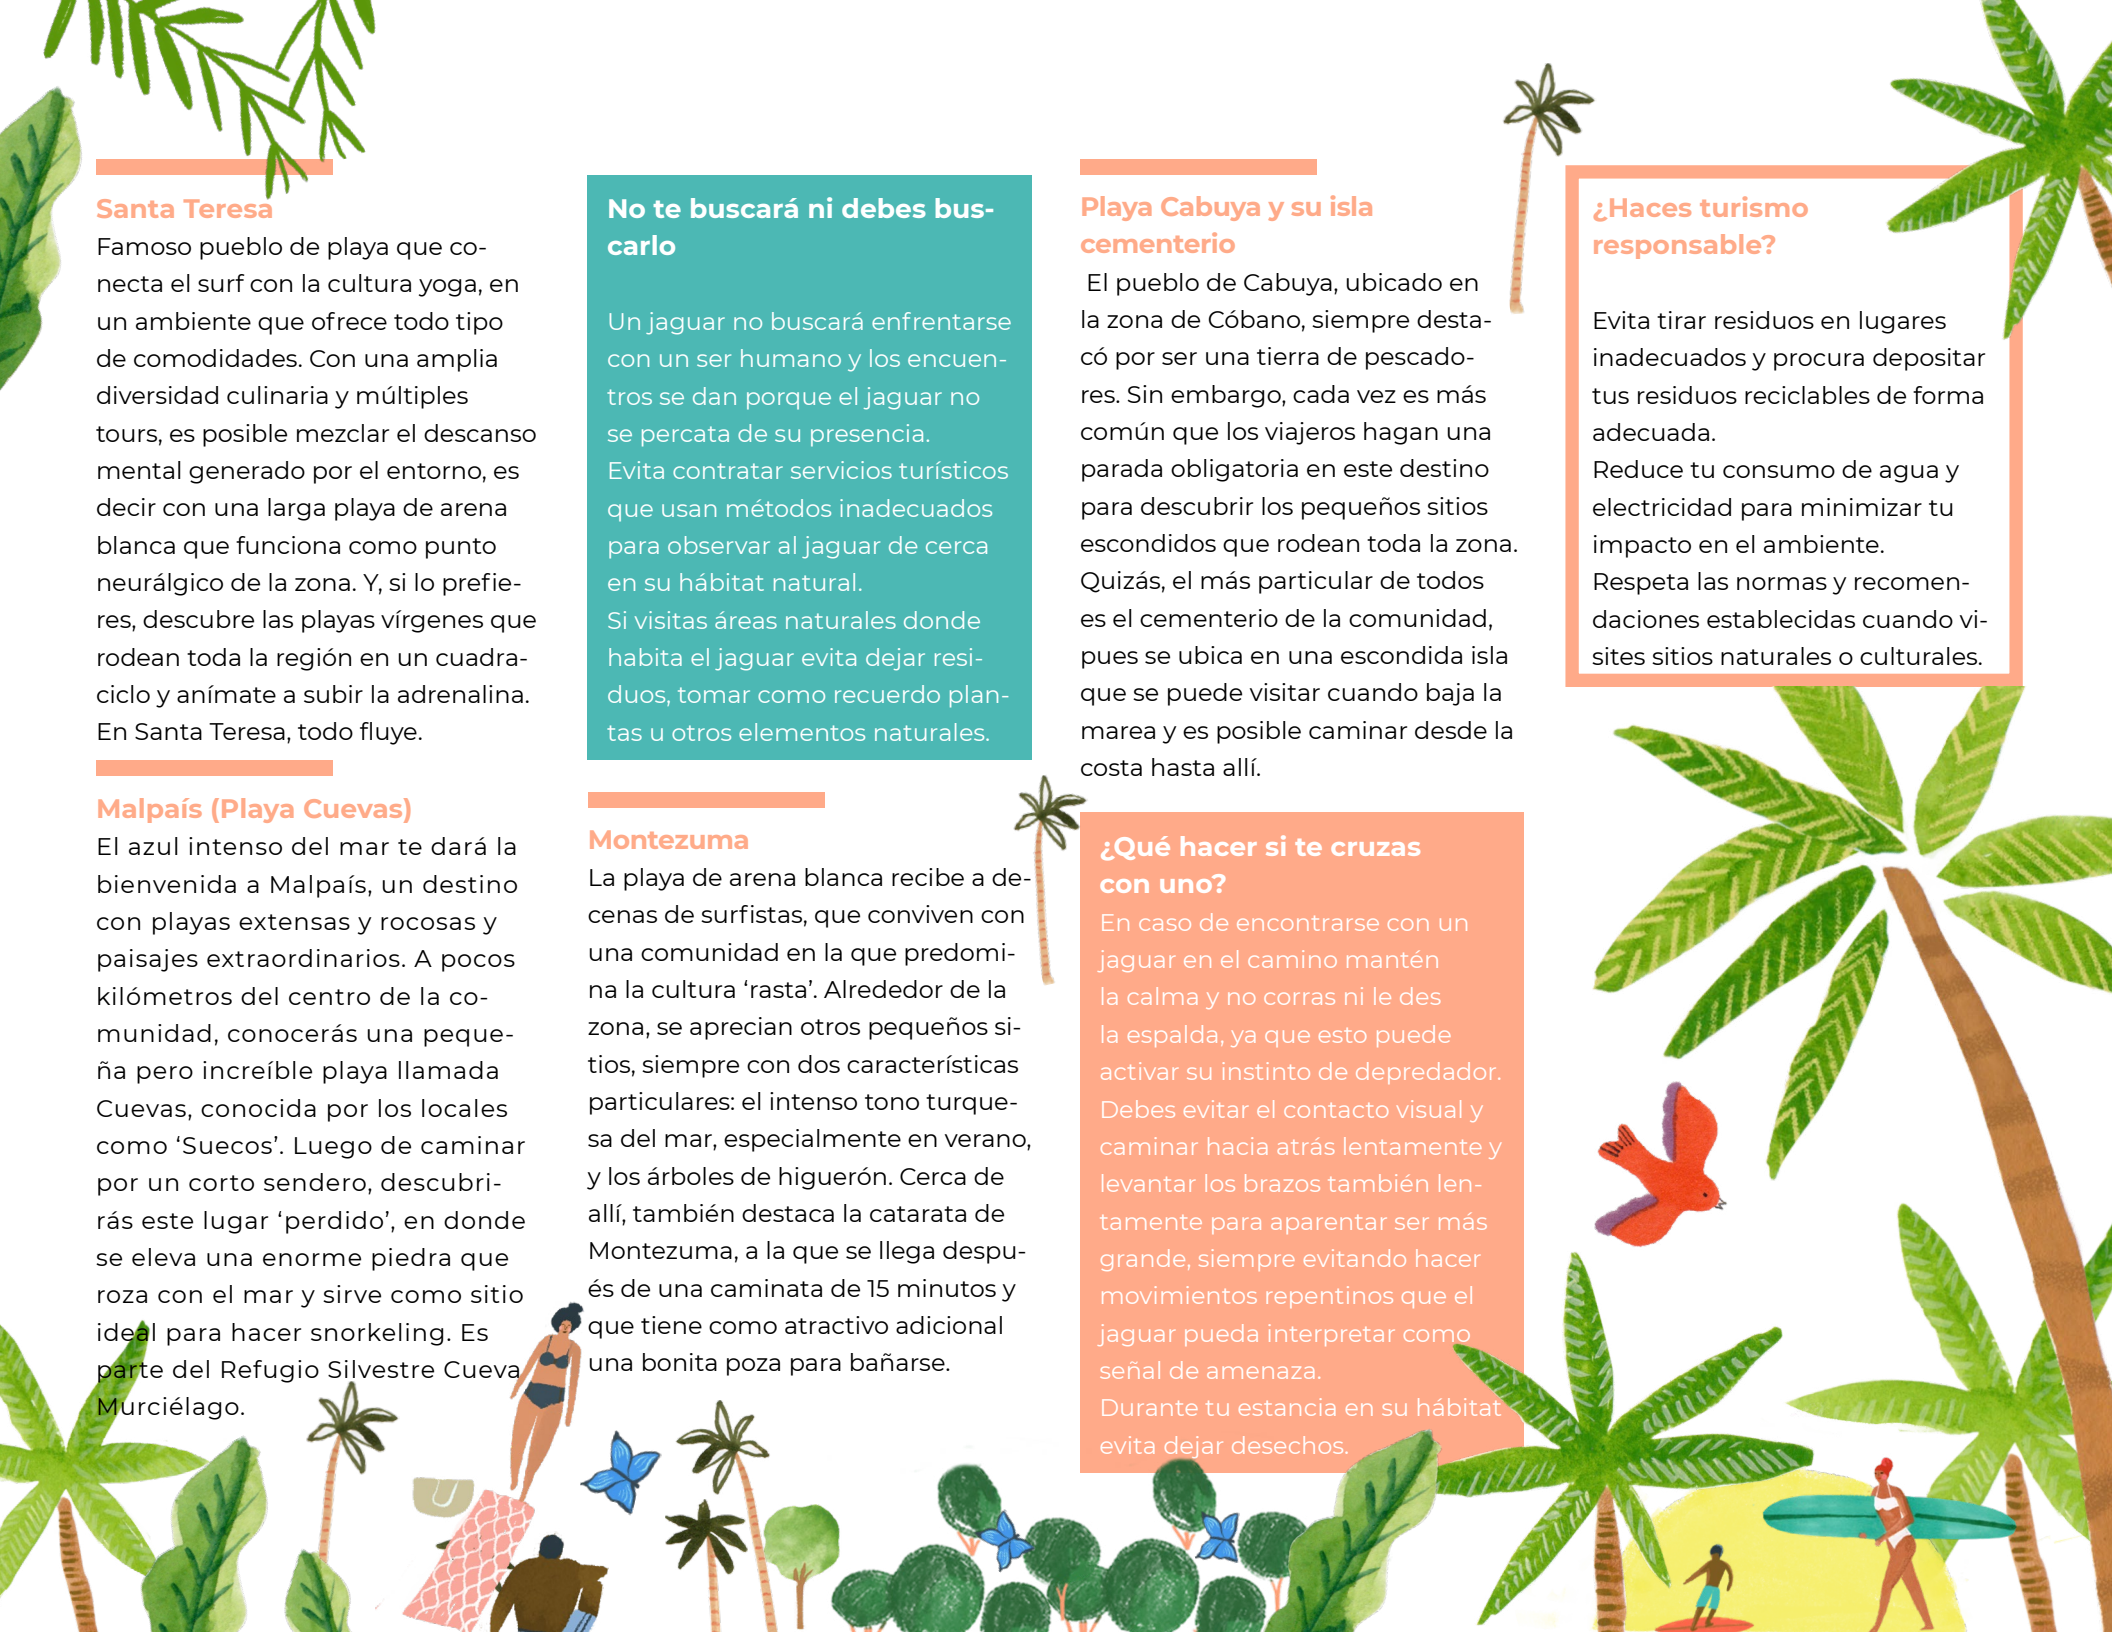 Santa Teresa
Famoso pueblo de playa que co-
necta el surf con la cultura yoga, en
un ambiente que ofrece todo tipo
de comodidades. Con una amplia
diversidad culinaria y múltiples
tours, es posible mezclar el descanso
mental generado por el entorno, es
decir con una larga playa de arena
blanca que funciona como punto
neurálgico de la zona. Y, si lo prefie-
res, descubre las playas vírgenes que
rodean toda la región en un cuadra-
ciclo y anímate a subir la adrenalina.
En Santa Teresa, todo fluye.
Malpaís (Playa Cuevas)
El azul intenso del mar te dará la
bienvenida a Malpaís, un destino
con playas extensas y rocosas y
paisajes extraordinarios. A pocos
kilómetros del centro de la co-
munidad, conocerás una peque-
ña pero increíble playa llamada
Cuevas, conocida por los locales
como ‘Suecos’. Luego de caminar
por un corto sendero, descubri-
rás este lugar ‘perdido’, en donde
se eleva una enorme piedra que
roza con el mar y sirve como sitio
ideal para hacer snorkeling. Es
parte del Refugio Silvestre Cueva
Murciélago.
No te buscará ni debes bus-
carlo
Un jaguar no buscará enfrentarse
con un ser humano y los encuen-
tros se dan porque el jaguar no
se percata de su presencia.
Evita contratar servicios turísticos
que usan métodos inadecuados
para observar al jaguar de cerca
en su hábitat natural.
Si visitas áreas naturales donde
habita el jaguar evita dejar resi-
duos, tomar como recuerdo plan-
tas u otros elementos naturales.
Montezuma
La playa de arena blanca recibe a de-
cenas de surfistas, que conviven con
una comunidad en la que predomi-
na la cultura ‘rasta’. Alrededor de la
zona, se aprecian otros pequeños si-
tios, siempre con dos características
particulares: el intenso tono turque-
sa del mar, especialmente en verano,
y los árboles de higuerón. Cerca de
allí, también destaca la catarata de
Montezuma, a la que se llega despu-
és de una caminata de 15 minutos y
que tiene como atractivo adicional
una bonita poza para bañarse.
Playa Cabuya y su isla
cementerio
El pueblo de Cabuya, ubicado en
la zona de Cóbano, siempre desta-
có por ser una tierra de pescado-
res. Sin embargo, cada vez es más
común que los viajeros hagan una
parada obligatoria en este destino
para descubrir los pequeños sitios
escondidos que rodean toda la zona.
Quizás, el más particular de todos
es el cementerio de la comunidad,
pues se ubica en una escondida isla
que se puede visitar cuando baja la
marea y es posible caminar desde la
costa hasta allí.
¿Qué hacer si te cruzas
con uno?
En caso de encontrarse con un
jaguar en el camino mantén
la calma y no corras ni le des
la espalda, ya que esto puede
activar su instinto de depredador.
Debes evitar el contacto visual y
caminar hacia atrás lentamente y
levantar los brazos también len-
tamente para aparentar ser más
grande, siempre evitando hacer
movimientos repentinos que el
jaguar pueda interpretar como
señal de amenaza.
Durante tu estancia en su hábitat
evita dejar desechos.
¿Haces turismo
responsable?
Evita tirar residuos en lugares
inadecuados y procura depositar
tus residuos reciclables de forma
adecuada.
Reduce tu consumo de agua y
electricidad para minimizar tu
impacto en el ambiente.
Respeta las normas y recomen-
daciones establecidas cuando vi-
sites sitios naturales o culturales.